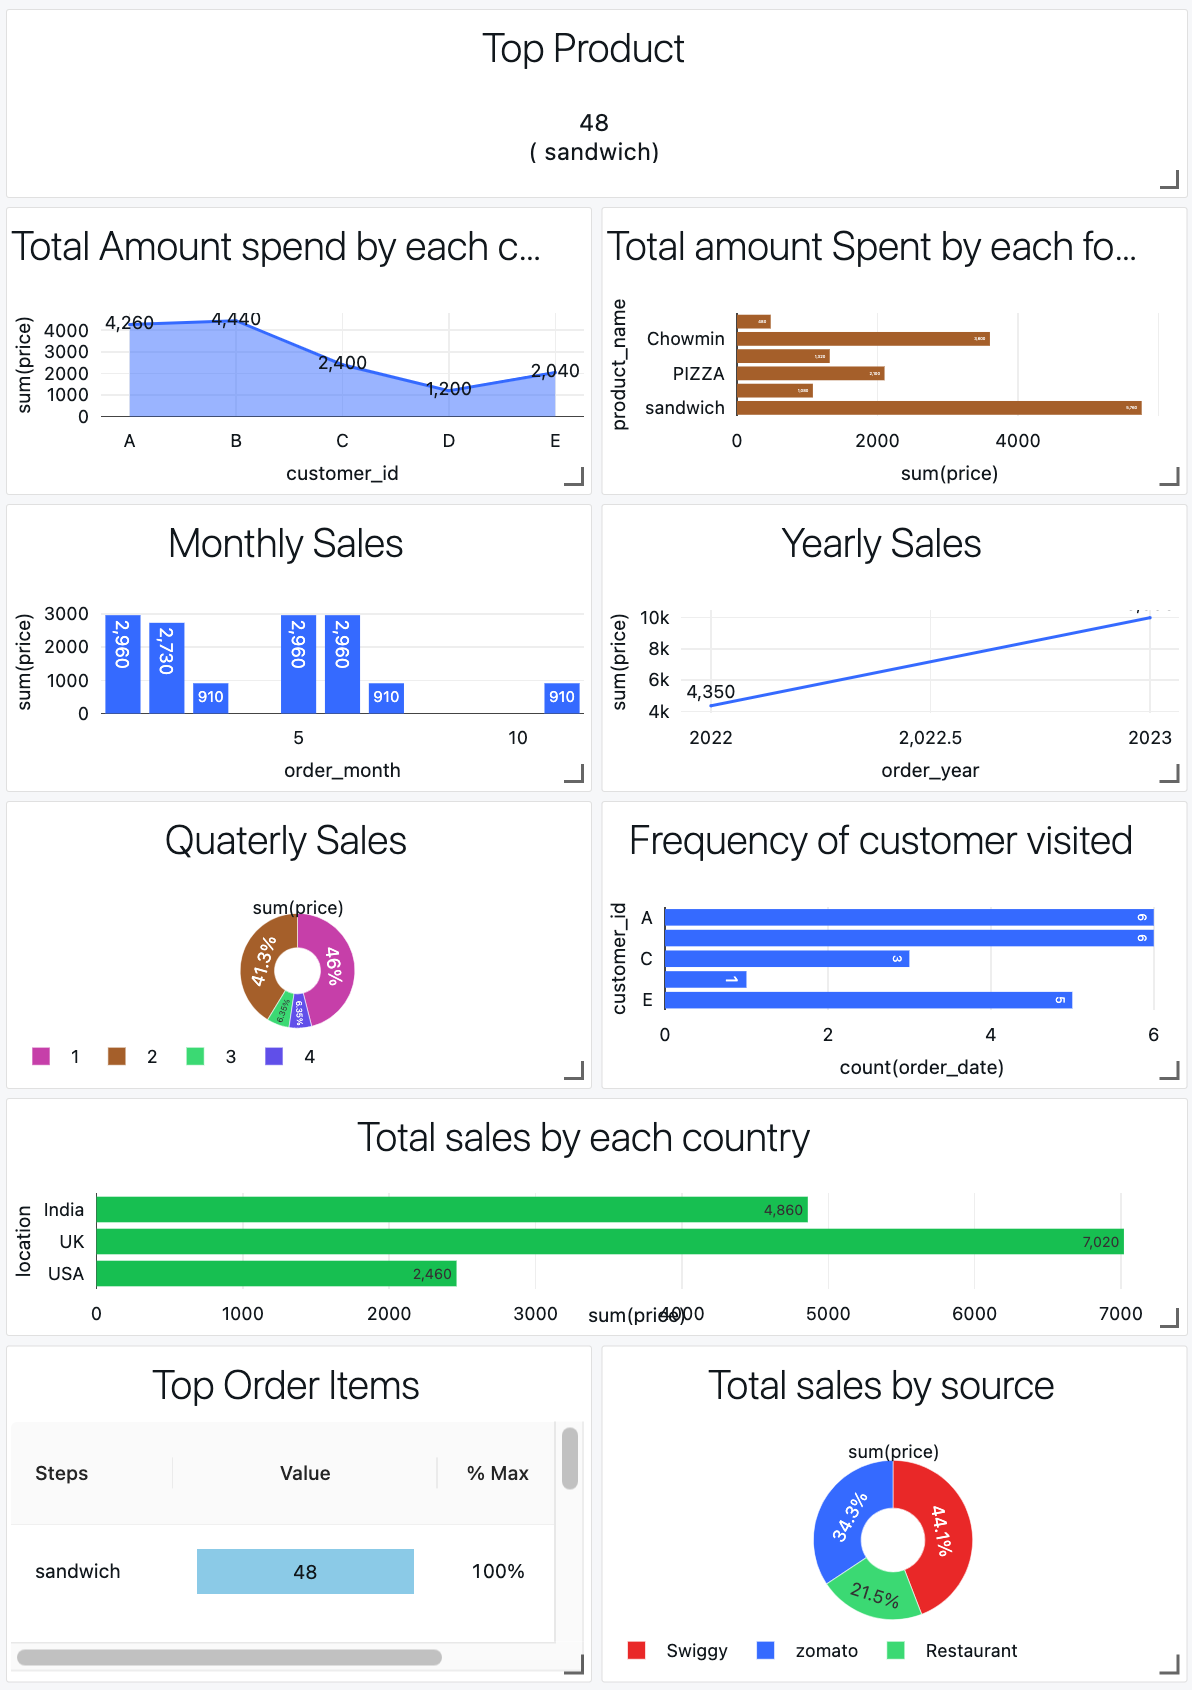 Top Product
48
( sandwich)
Total Amount spend by each c...
sum(price)
4000
3000
2000
1000
0
4,260
4,440
2,400
1,200
2,040
A B C D E
customer_id
Total amount Spent by each fo...
product_name
Chowmin
PIZZA
sandwich
0 2000 4000
sum(price)
Monthly Sales
sum(price)
3000
2000
1000
0
2,960
2,730
910
2,960
2,960
910
910
5 10
order_month
Yearly Sales
sum(price)
10k
8k
6k
4k
4,350
2022 2,022.5 2023
order_year
Quaterly Sales
sum(price)
41.3%
46%
6.35%
6.35%
1 2 3 4
Frequency of customer visited
customer_id
A
C
E
6
6
3
1
5
0 2 4 6
count(order_date)
Total sales by each country
location
India
UK
USA
4,860
7,020
2,460
0 1000 2000 3000 4000 5000 6000 7000
sum(price)
Top Order Items
Steps Value % Max
sandwich 48 100%
Total sales by source
sum(price)
34.3%
44.1%
21.5%
Swiggy zomato Restaurant